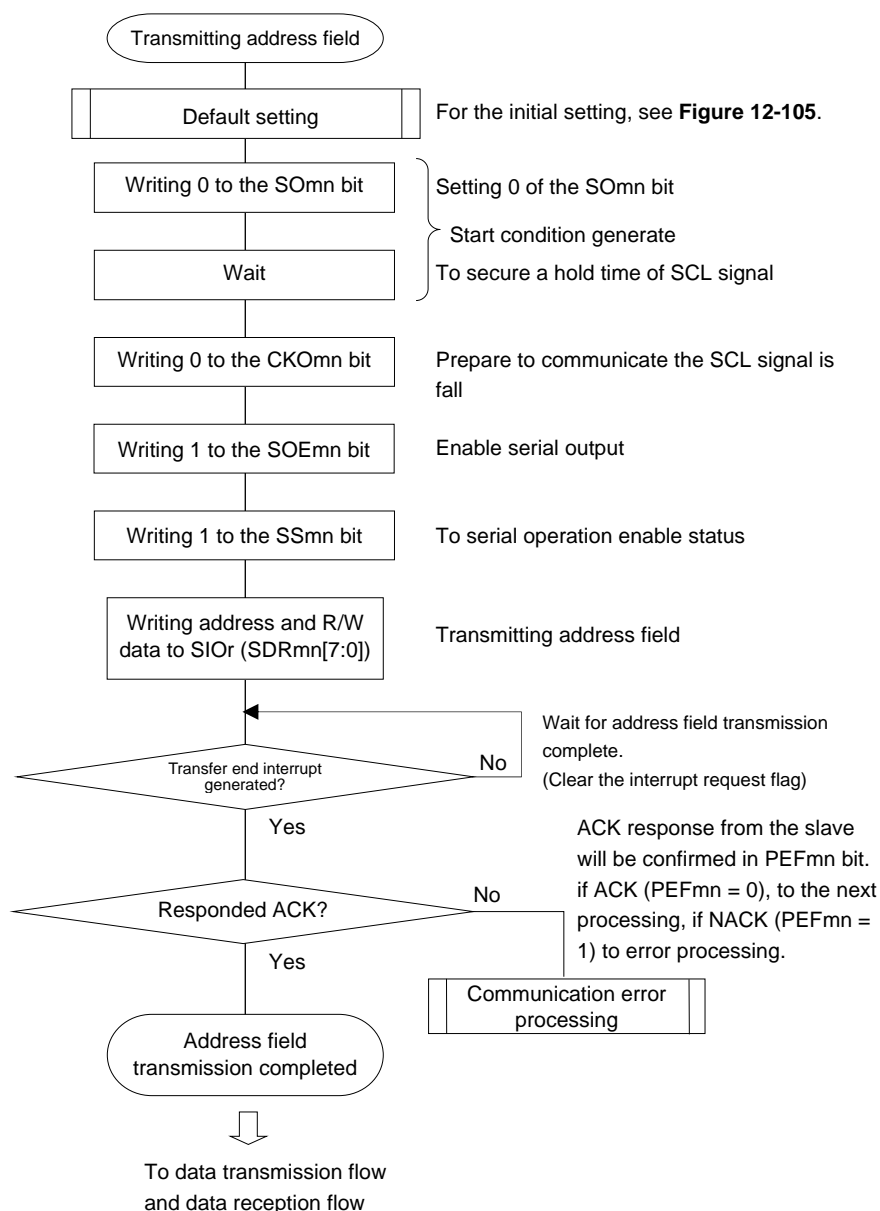 Transmitting address field
Default setting
For the initial setting, see Figure 12-105.
Writing 0 to the SOmn bit
Setting 0 of the SOmn bit
Start condition generate
Wait
To secure a hold time of SCL signal
Writing 0 to the CKOmn bit
Prepare to communicate the SCL signal is
fall
Writing 1 to the SOEmn bit
Enable serial output
Writing 1 to the SSmn bit
To serial operation enable status
Writing address and R/W
data to SIOr (SDRmn[7:0])
Transmitting address field
Wait for address field transmission
complete.
(Clear the interrupt request flag)
Transfer end interrupt
generated?
No
Yes
ACK response from the slave
will be confirmed in PEFmn bit.
if ACK (PEFmn = 0), to the next
processing, if NACK (PEFmn =
1) to error processing.
Responded ACK?
No
Yes
Communication error
processing
Address field
transmission completed
To data transmission flow
and data reception flow